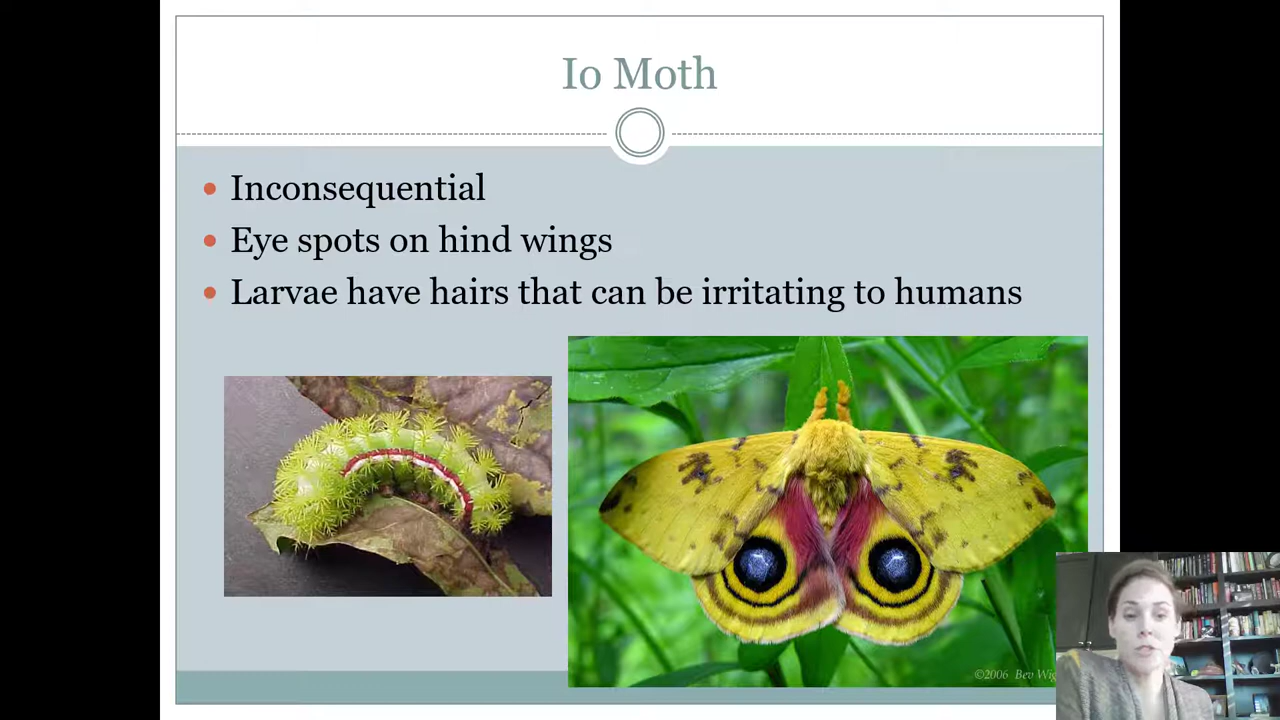 Io Moth
Inconsequential
Eye spots on hind wings
Larvae have hairs that can be irritating to humans
©2006 Bev